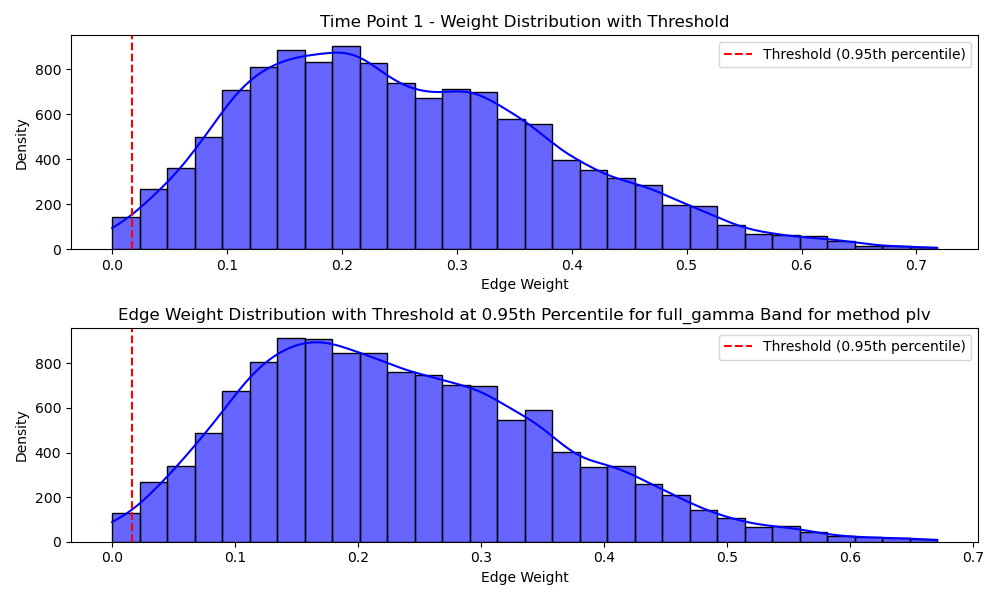 Time Point 1 - Weight Distribution with Threshold
Threshold (0.95th percentile)
Density
800
600
400
200
0
0.0 0.1 0.2 0.3 0.4 0.5 0.6 0.7
Edge Weight
Edge Weight Distribution with Threshold at 0.95th Percentile for full_gamma Band for method plv
Threshold (0.95th percentile)
Density
800
600
400
200
0
0.0 0.1 0.2 0.3 0.4 0.5 0.6 0.7
Edge Weight